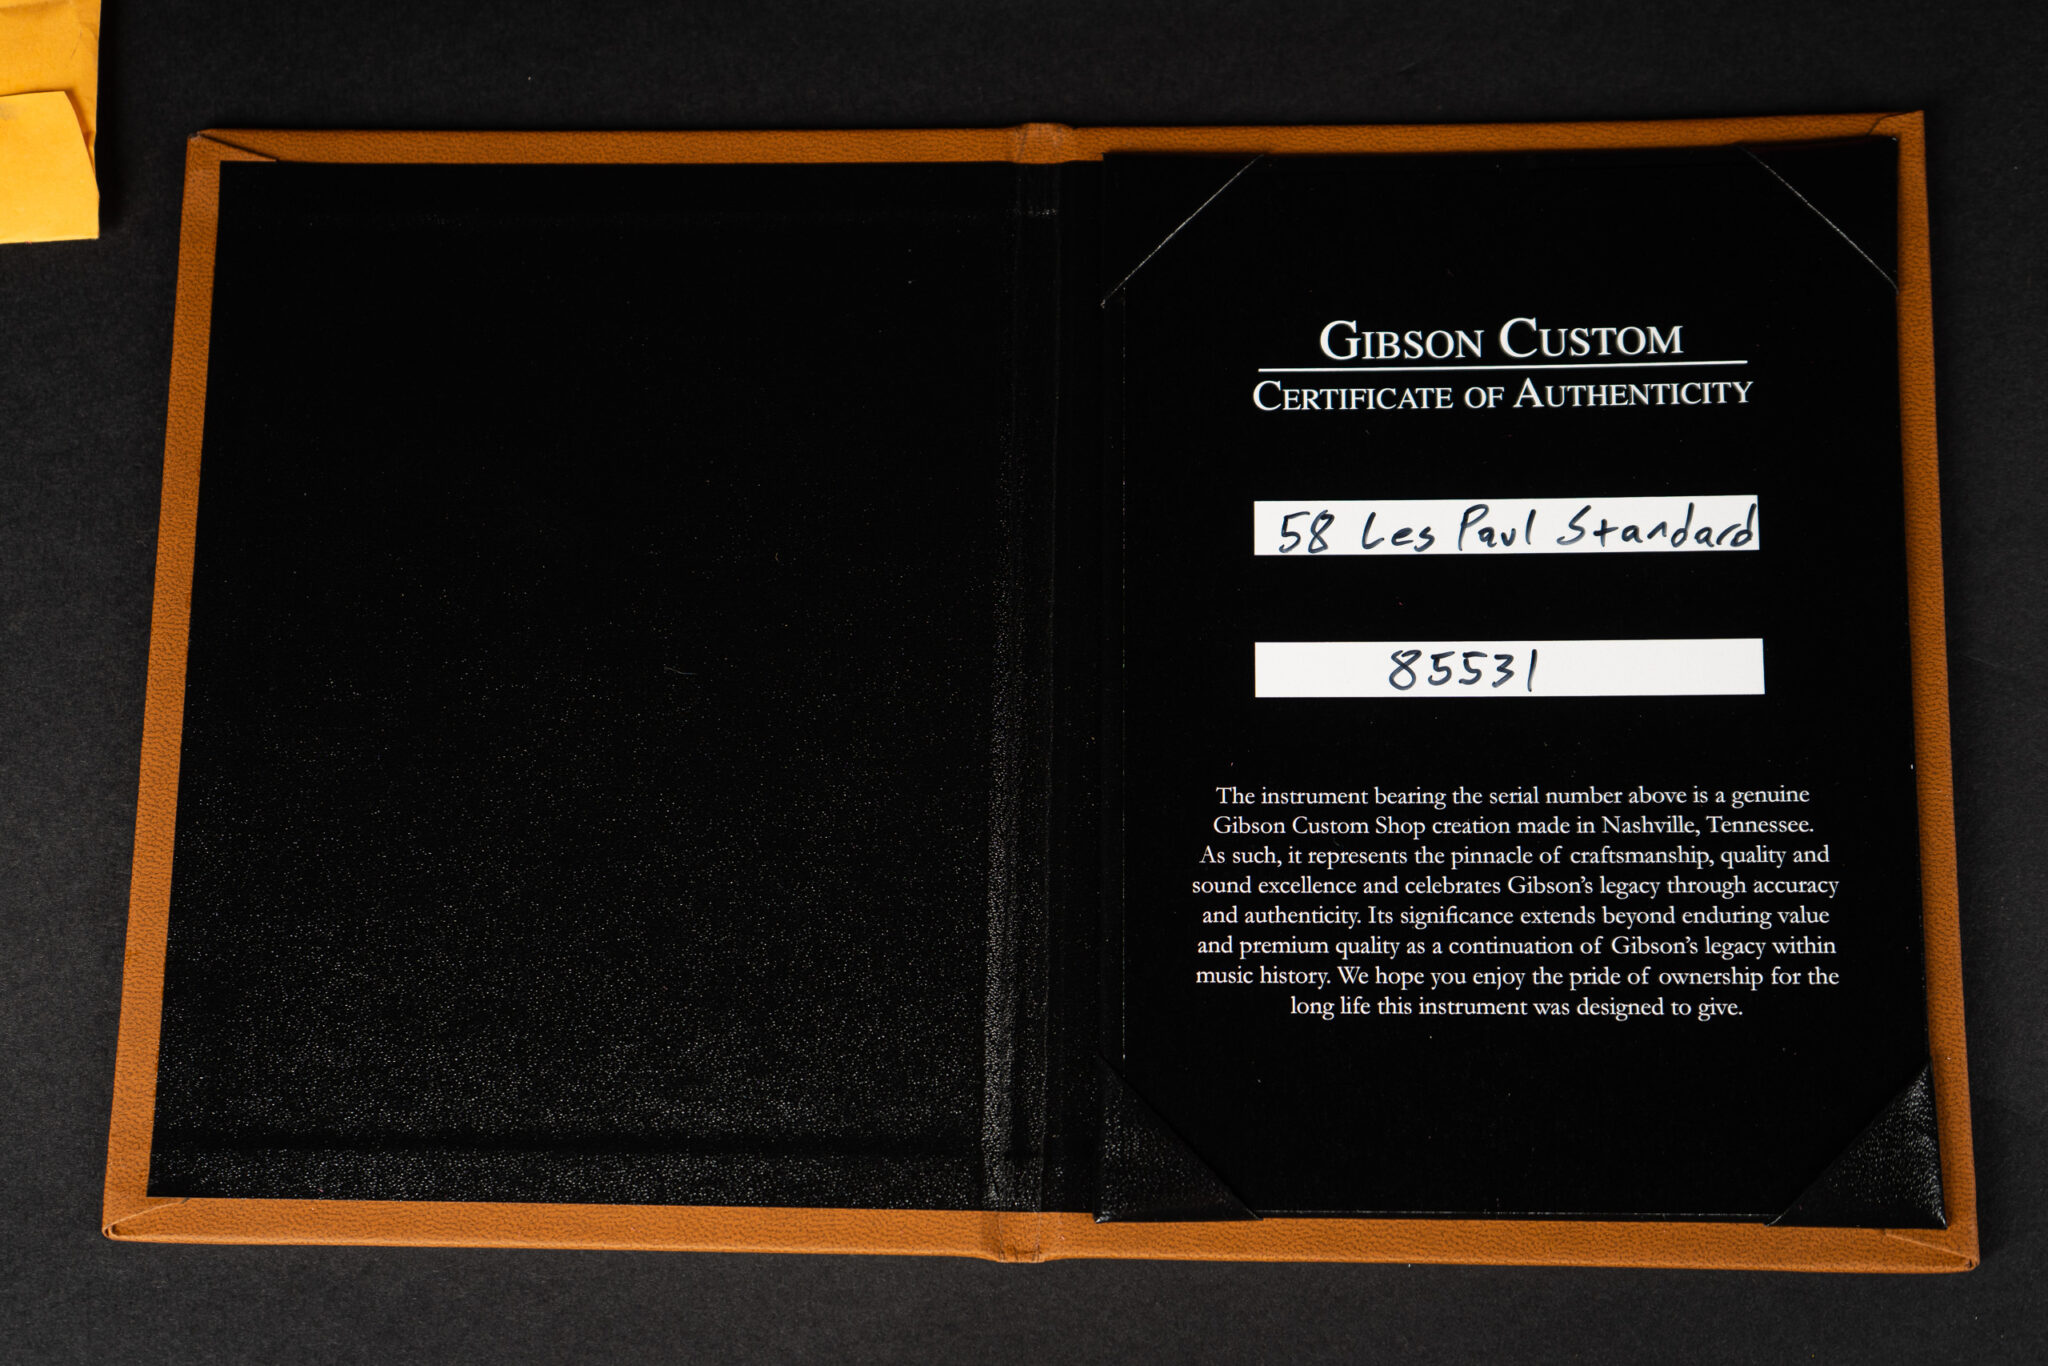 GIBSON CUSTOM
CERTIFICATE OF AUTHENTICITY
58 Les Paul Standard
85531
The instrument bearing the serial number above is a genuine
Gibson Custom Shop creation made in Nashville, Tennessee.
As such, it represents the pinnacle of craftsmanship, quality and
sound excellence and celebrates Gibson’s legacy through accuracy
and authenticity. Its significance extends beyond enduring value
and premium quality as a continuation of Gibson’s legacy within
music history. We hope you enjoy the pride of ownership for the
long life this instrument was designed to give.